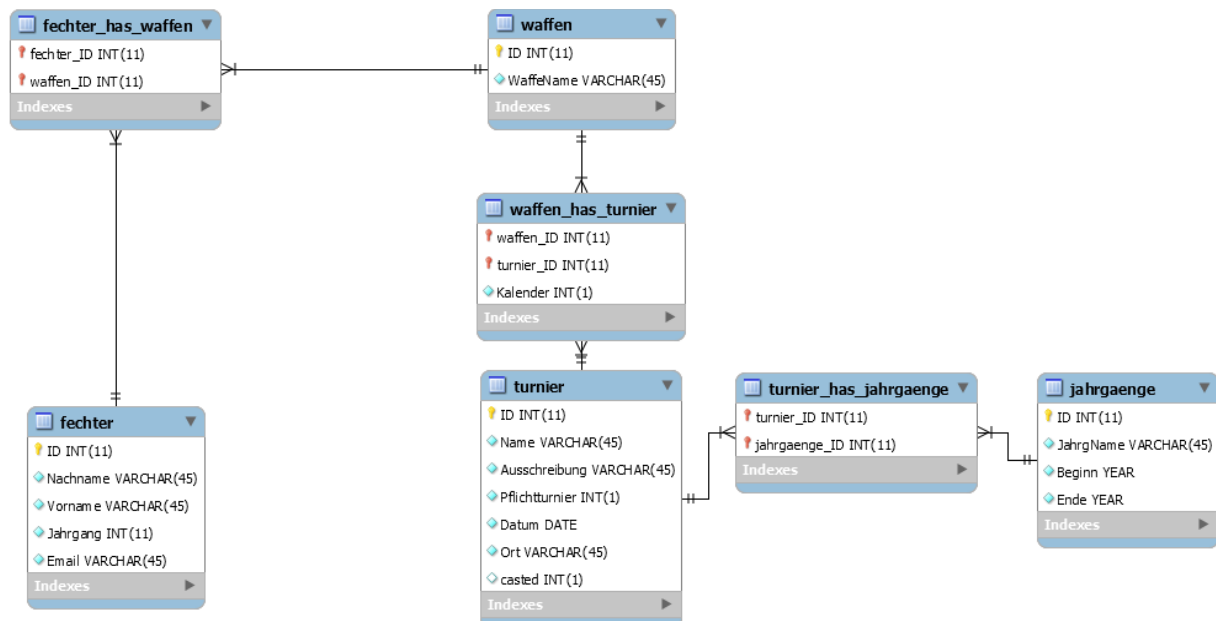 fechter_has_waffen
fechter_ID INT(11)
waffen_ID INT(11)
Indexes
waffen
ID INT(11)
WaffeName VARCHAR(45)
Indexes
waffen_has_turnier
waffen_ID INT(11)
turnier_ID INT(11)
Kalender INT(1)
Indexes
fechter
ID INT(11)
Nachname VARCHAR(45)
Vorname VARCHAR(45)
Jahrgang INT(11)
Email VARCHAR(45)
Indexes
turnier
ID INT(11)
Name VARCHAR(45)
Ausschreibung VARCHAR(45)
Pflichtturnier INT(1)
Datum DATE
Ort VARCHAR(45)
casted INT(1)
Indexes
turnier_has_jahrgaenge
turnier_ID INT(11)
jahrgaenge_ID INT(11)
Indexes
jahrgaenge
ID INT(11)
JahrgName VARCHAR(45)
Beginn YEAR
Ende YEAR
Indexes